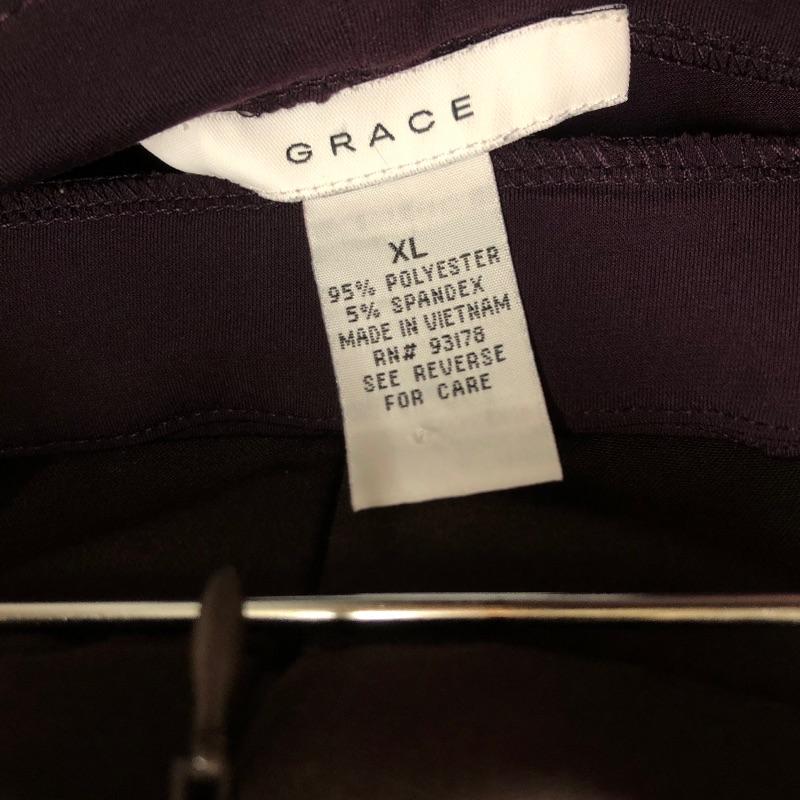 GRACE
XL
95% POLYESTER
5% SPANDEX
MADE IN VIETNAM
RN# 93178
SEE REVERSE
FOR CARE